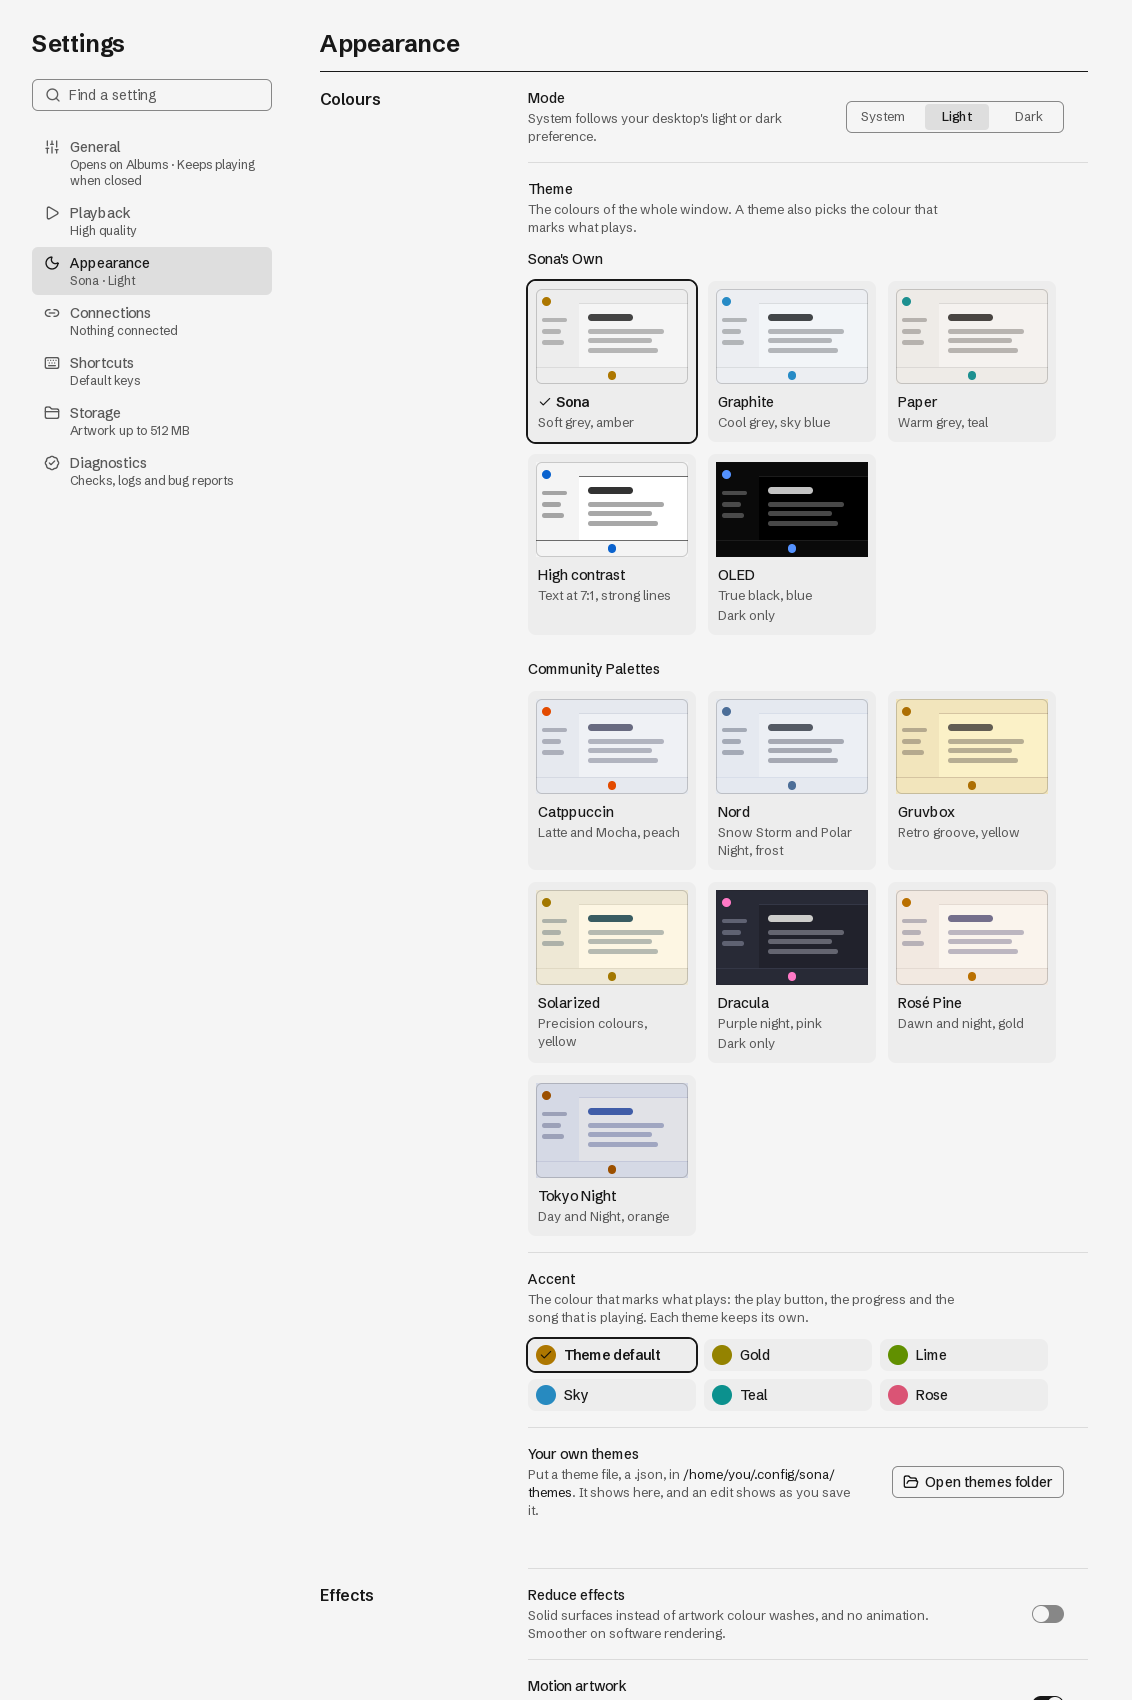 Settings
Find a setting
General
Opens on Albums · Keeps playing
when closed
Playback
High quality
Appearance
Sona · Light
Connections
Nothing connected
Shortcuts
Default keys
Storage
Artwork up to 512 MB
Diagnostics
Checks, logs and bug reports
Appearance
Colours
Mode
System follows your desktop's light or dark
preference.
System Light Dark
Theme
The colours of the whole window. A theme also picks the colour that
marks what plays.
Sona's Own
Sona
Soft grey, amber
Graphite
Cool grey, sky blue
Paper
Warm grey, teal
High contrast
Text at 7:1, strong lines
OLED
True black, blue
Dark only
Community Palettes
Catppuccin
Latte and Mocha, peach
Nord
Snow Storm and Polar
Night, frost
Gruvbox
Retro groove, yellow
Solarized
Precision colours,
yellow
Dracula
Purple night, pink
Dark only
Rosé Pine
Dawn and night, gold
Tokyo Night
Day and Night, orange
Accent
The colour that marks what plays: the play button, the progress and the
song that is playing. Each theme keeps its own.
Theme default
Gold
Lime
Sky
Teal
Rose
Your own themes
Put a theme file, a .json, in /home/you/.config/sona/
themes. It shows here, and an edit shows as you save
it.
Open themes folder
Effects
Reduce effects
Solid surfaces instead of artwork colour washes, and no animation.
Smoother on software rendering.
Motion artwork